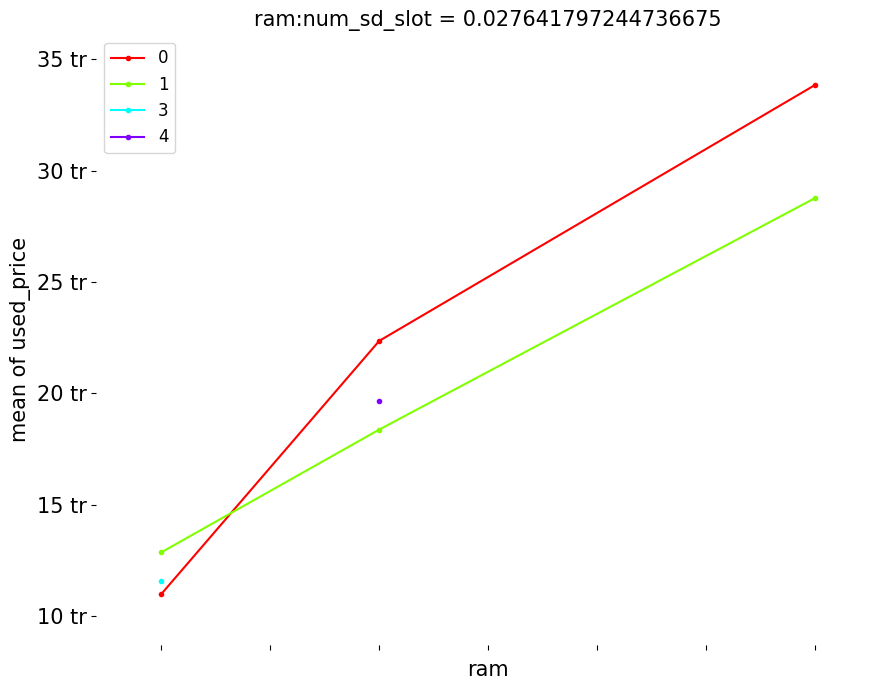 ram:num_sd_slot = 0.027641797244736675
35 tr
30 tr
25 tr
20 tr
15 tr
10 tr
mean of used_price
0
1
3
4
ram